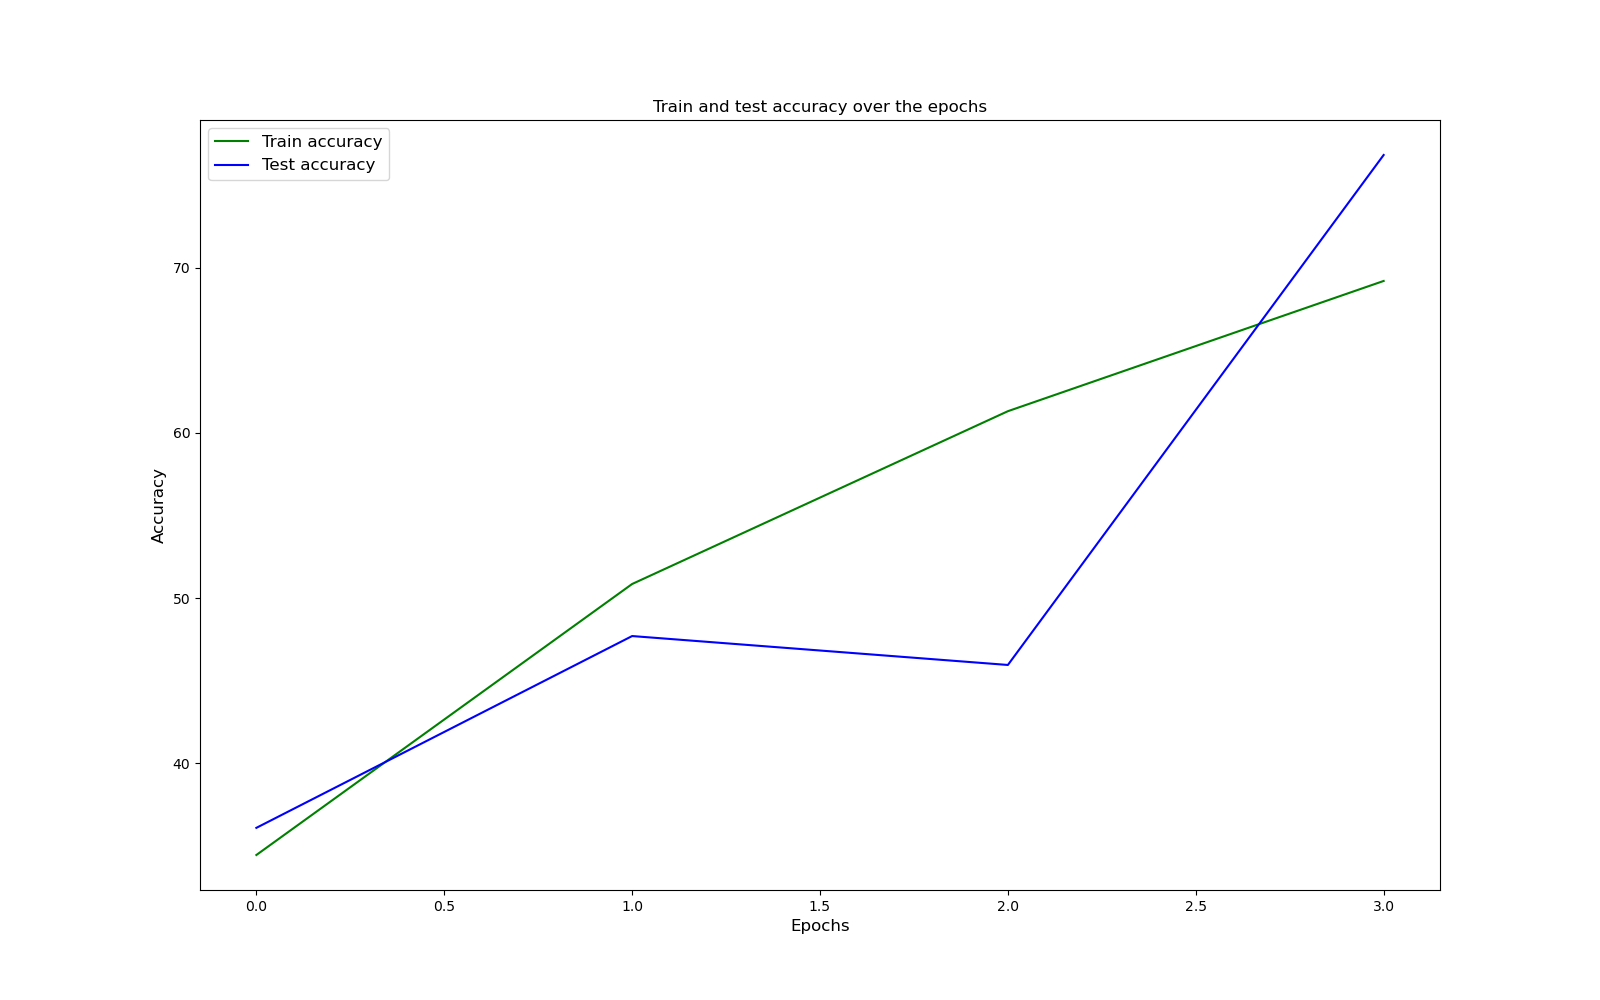 Train and test accuracy over the epochs
Train accuracy
Test accuracy
70
60
50
40
Accuracy
0.0 0.5 1.0 1.5 2.0 2.5 3.0
Epochs